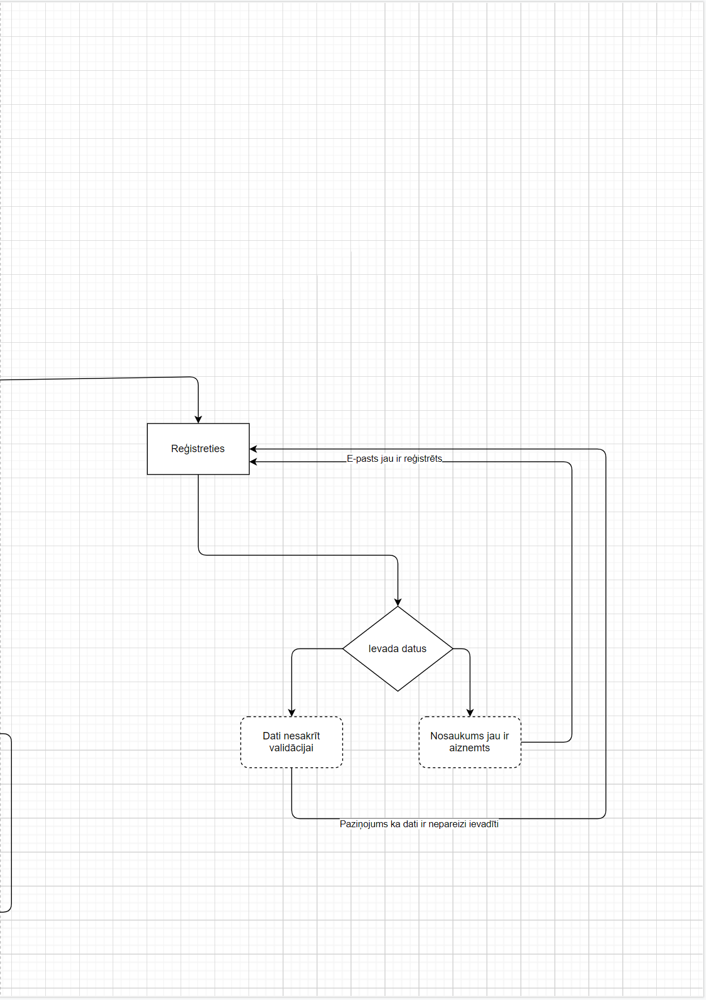 Reģistreties
E-pasts jau ir reģistrēts
Ievada datus
Dati nesakrīt
validācijai
Nosaukums jau ir
aiznemts
Paziņojums ka dati ir nepareizi ievadīti